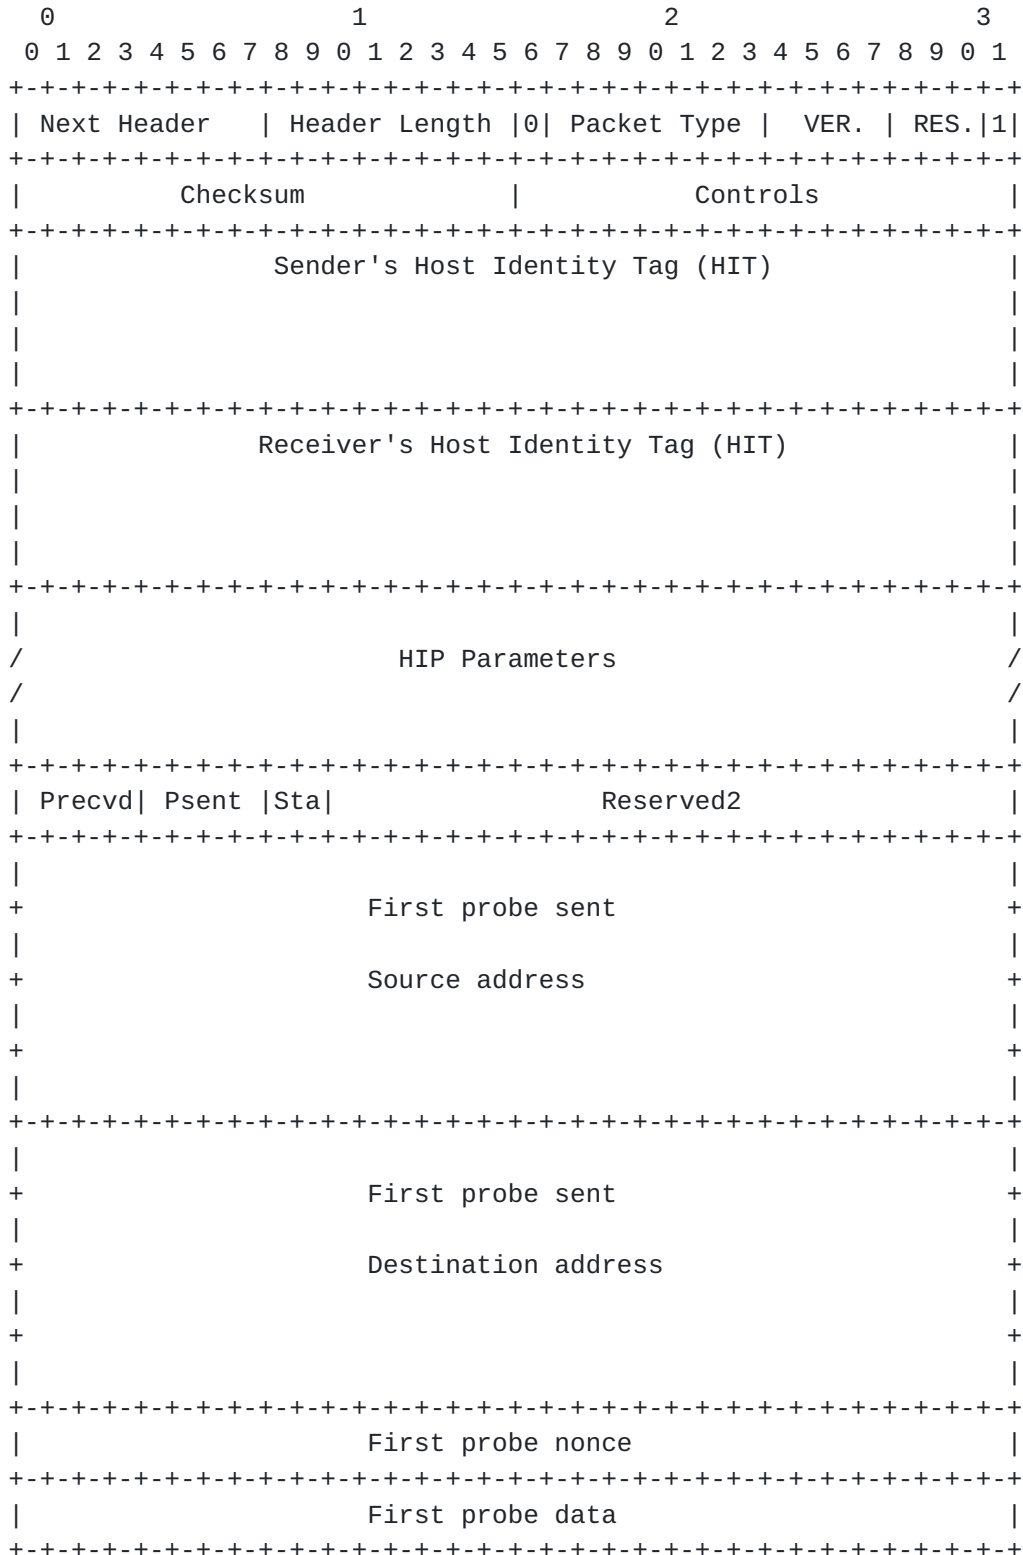 0                   1                   2                   3
 0 1 2 3 4 5 6 7 8 9 0 1 2 3 4 5 6 7 8 9 0 1 2 3 4 5 6 7 8 9 0 1
+-+-+-+-+-+-+-+-+-+-+-+-+-+-+-+-+-+-+-+-+-+-+-+-+-+-+-+-+-+-+-+-+
| Next Header   | Header Length |0| Packet Type |  VER. | RES.|1|
+-+-+-+-+-+-+-+-+-+-+-+-+-+-+-+-+-+-+-+-+-+-+-+-+-+-+-+-+-+-+-+-+
|          Checksum             |           Controls            |
+-+-+-+-+-+-+-+-+-+-+-+-+-+-+-+-+-+-+-+-+-+-+-+-+-+-+-+-+-+-+-+-+
|                Sender's Host Identity Tag (HIT)               |
|                                                               |
|                                                               |
|                                                               |
+-+-+-+-+-+-+-+-+-+-+-+-+-+-+-+-+-+-+-+-+-+-+-+-+-+-+-+-+-+-+-+-+
|               Receiver's Host Identity Tag (HIT)              |
|                                                               |
|                                                               |
|                                                               |
+-+-+-+-+-+-+-+-+-+-+-+-+-+-+-+-+-+-+-+-+-+-+-+-+-+-+-+-+-+-+-+-+
|                                                               |
/                        HIP Parameters                         /
/                                                               /
|                                                               |
+-+-+-+-+-+-+-+-+-+-+-+-+-+-+-+-+-+-+-+-+-+-+-+-+-+-+-+-+-+-+-+-+
| Precvd| Psent |Sta|                 Reserved2                 |
+-+-+-+-+-+-+-+-+-+-+-+-+-+-+-+-+-+-+-+-+-+-+-+-+-+-+-+-+-+-+-+-+
|                                                               |
+                      First probe sent                         +
|                                                               |
+                      Source address                           +
|                                                               |
+                                                               +
|                                                               |
+-+-+-+-+-+-+-+-+-+-+-+-+-+-+-+-+-+-+-+-+-+-+-+-+-+-+-+-+-+-+-+-+
|                                                               |
+                      First probe sent                         +
|                                                               |
+                      Destination address                      +
|                                                               |
+                                                               +
|                                                               |
+-+-+-+-+-+-+-+-+-+-+-+-+-+-+-+-+-+-+-+-+-+-+-+-+-+-+-+-+-+-+-+-+
|                      First probe nonce                        |
+-+-+-+-+-+-+-+-+-+-+-+-+-+-+-+-+-+-+-+-+-+-+-+-+-+-+-+-+-+-+-+-+
|                      First probe data                         |
+-+-+-+-+-+-+-+-+-+-+-+-+-+-+-+-+-+-+-+-+-+-+-+-+-+-+-+-+-+-+-+-+